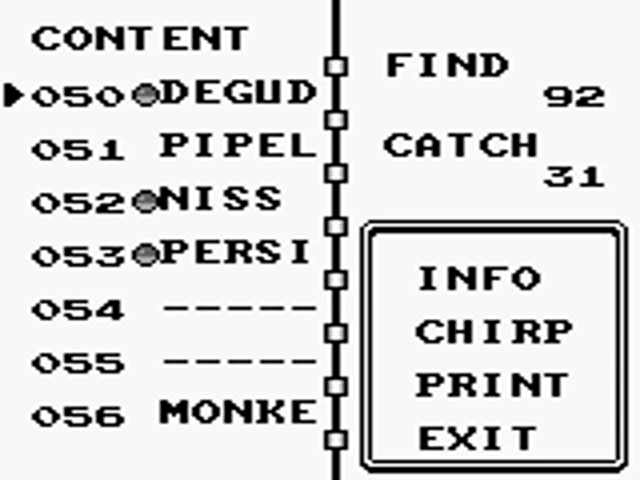 CONTENT
050 DEGUD
051 PIPEL
052 NISS
053 PERSI
054 -----
055 -----
056 MONKE
FIND
92
CATCH
31
INFO
CHIRP
PRINT
EXIT